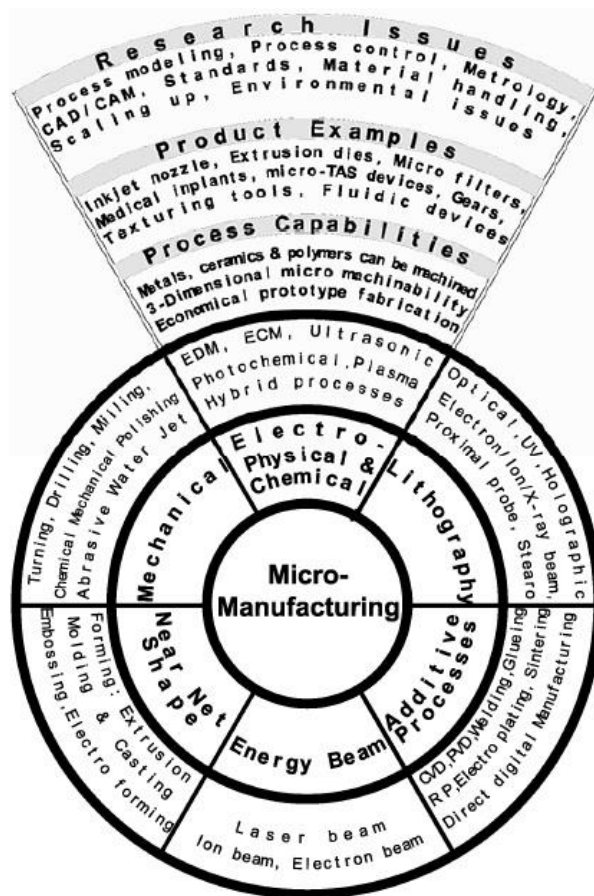 Research Issues
Process modeling, Process control, Metrology,
CAD/CAM, Standards, Material handling,
Scaling up, Environmental issues
Product Examples
Inkjet nozzle, Extrusion dies, Micro filters,
Medical implants, micro-TAS devices, Gears,
Texturing tools, Fluidic devices
Process Capabilities
Metals, ceramics & polymers can be machined
3-Dimensional micro machinability
Economical prototype fabrication
EDM, ECM, Ultrasonic
Photochemical, Plasma
Hybrid processes
Electro-
Physical &
Chemical
Turning, Drilling, Milling,
Chemical Mechanical Polishing
Abrasive Water Jet
Mechanical
Optical, UV, Holographic
Electron/Ion/X-ray beam,
Proximal probe, Stearo
Lithography
Micro-
Manufacturing
Near Net
Shape
Forming: Extrusion
Molding & Casting
Embossing, Electro forming
Energy Beam
Laser beam
Ion beam, Electron beam
Additive
Processes
CVD,PVD,Welding,Glueing
RP,Electro plating, Sintering
Direct digital Manufacturing